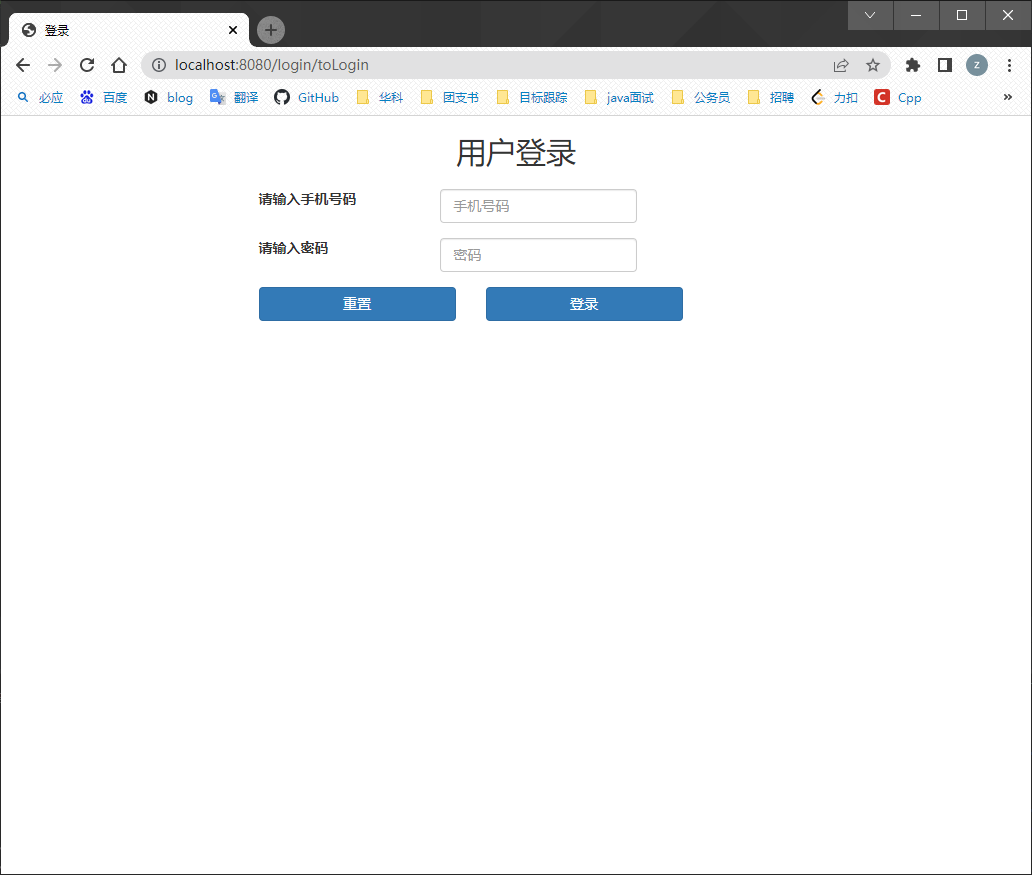 登录
localhost:8080/login/toLogin
z
必应 百度 blog 翻译 GitHub 华科 团支书 目标跟踪 java面试 公务员 招聘 力扣 C Cpp »
用户登录
请输入手机号码 手机号码
请输入密码 密码
重置 登录